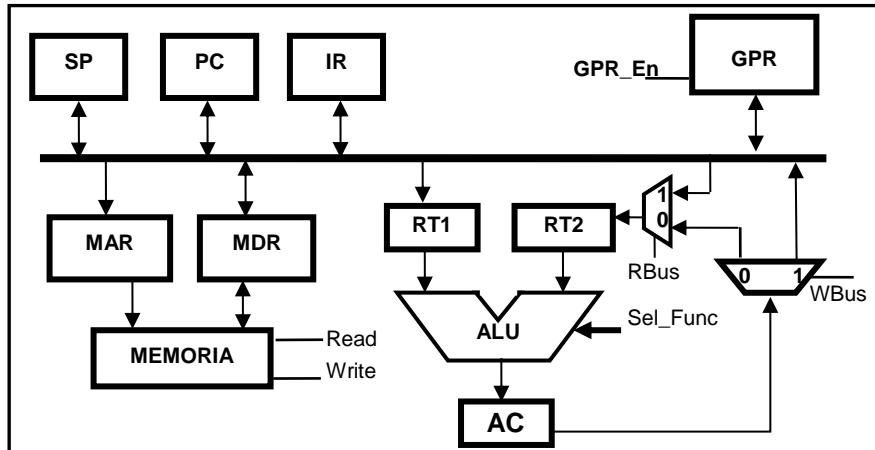 SP
PC
IR
GPR_En
GPR
MAR
MDR
RT1
RT2
1
0
RBus
0
1
WBus
MEMORIA
Read
Write
ALU
Sel_Func
AC